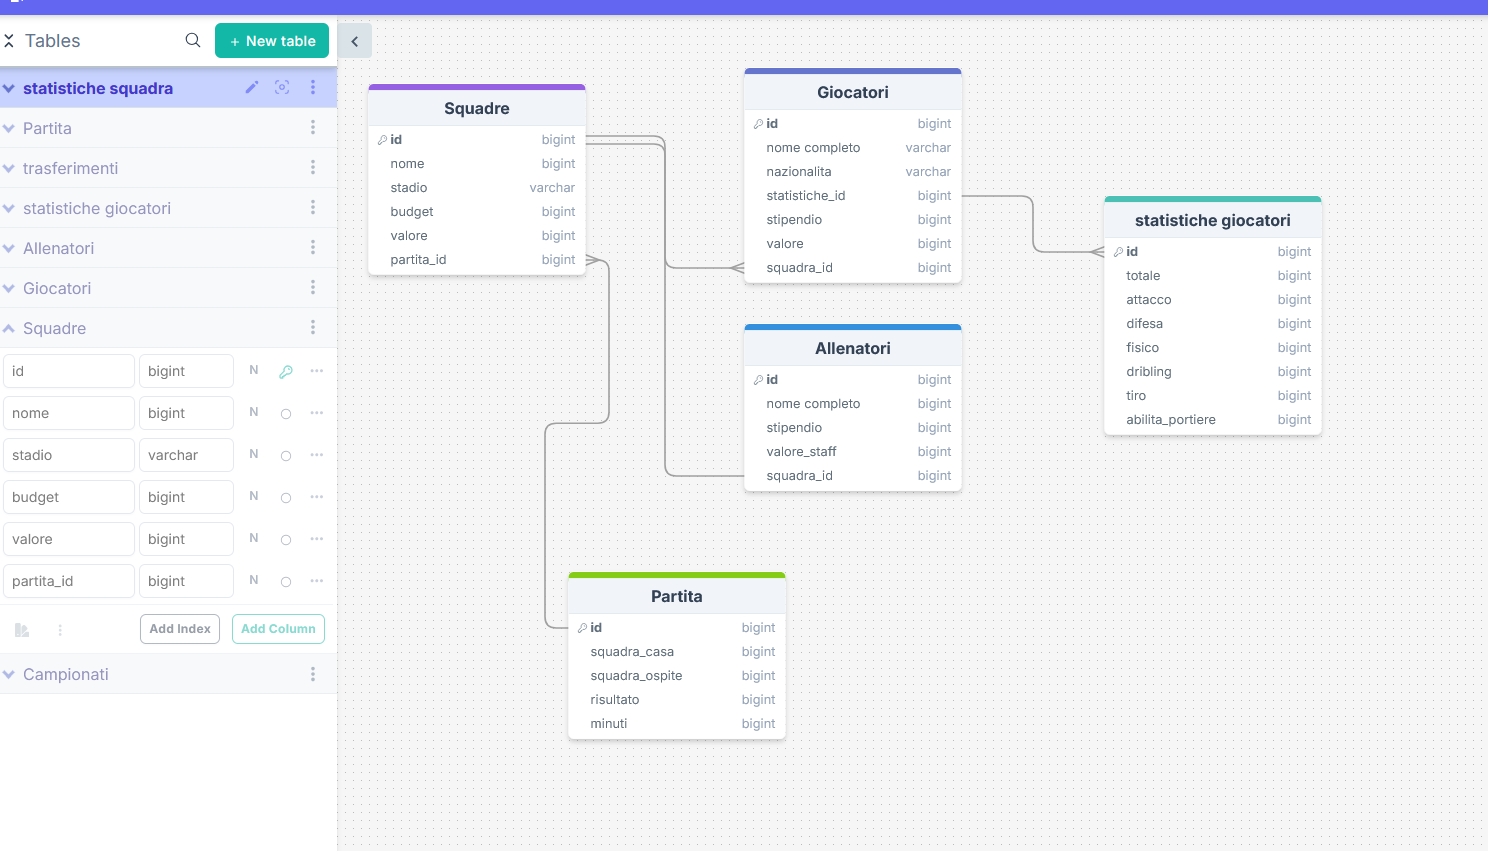 Tables
+ New table
statistiche squadra
Partita
trasferimenti
statistiche giocatori
Allenatori
Giocatori
Squadre
id bigint N
nome bigint N
stadio varchar N
budget bigint N
valore bigint N
partita_id bigint N
Add Index Add Column
Campionati
Squadre
id bigint
nome bigint
stadio varchar
budget bigint
valore bigint
partita_id bigint
Giocatori
id bigint
nome completo varchar
nazionalita varchar
statistiche_id bigint
stipendio bigint
valore bigint
squadra_id bigint
statistiche giocatori
id bigint
totale bigint
attacco bigint
difesa bigint
fisico bigint
dribling bigint
tiro bigint
abilita_portiere bigint
Allenatori
id bigint
nome completo bigint
stipendio bigint
valore_staff bigint
squadra_id bigint
Partita
id bigint
squadra_casa bigint
squadra_ospite bigint
risultato bigint
minuti bigint